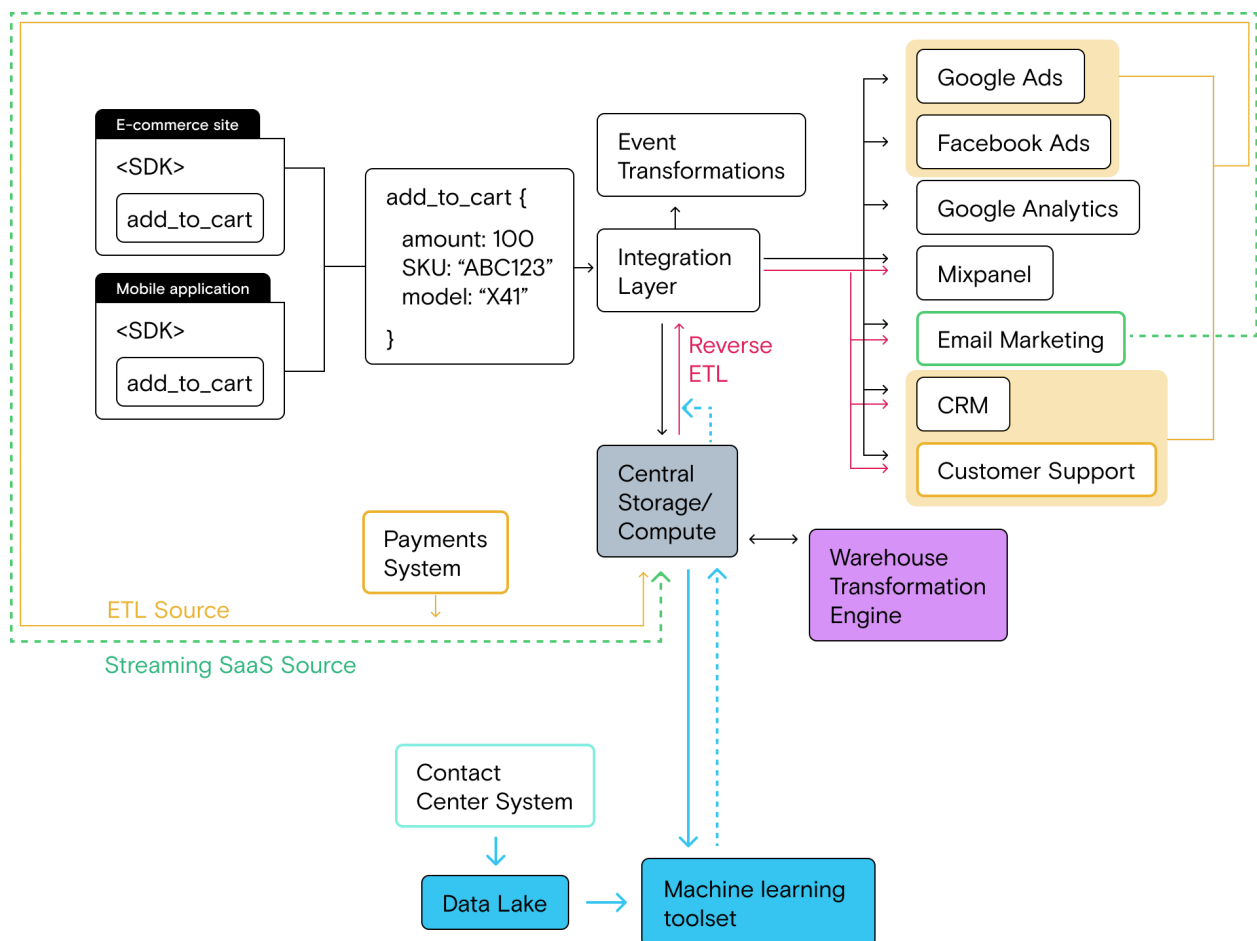 E-commerce site
<SDK>
add_to_cart
Mobile application
<SDK>
add_to_cart
add_to_cart {
amount: 100
SKU: “ABC123”
model: “X41”
}
Event
Transformations
Integration
Layer
Reverse
ETL
Google Ads
Facebook Ads
Google Analytics
Mixpanel
Email Marketing
CRM
Customer Support
Central
Storage/
Compute
Warehouse
Transformation
Engine
Payments
System
ETL Source
Streaming SaaS Source
Contact
Center System
Data Lake
Machine learning
toolset